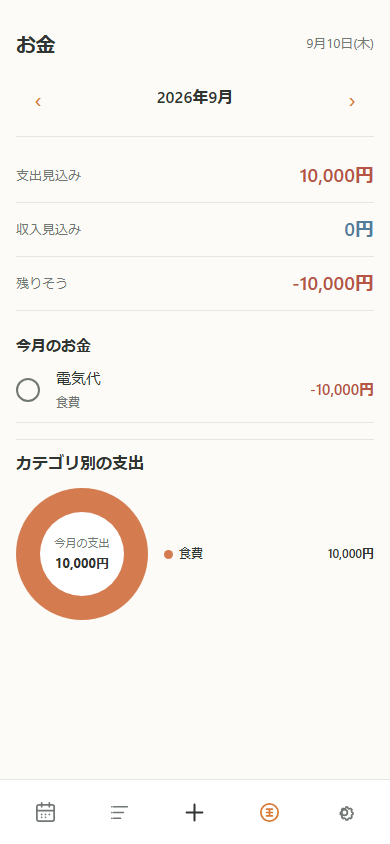 お金
9月10日(木)
‹ 2026年9月 ›
支出見込み 10,000円
収入見込み 0円
残りそう -10,000円
今月のお金
電気代
食費
-10,000円
カテゴリ別の支出
今月の支出
10,000円
食費 10,000円